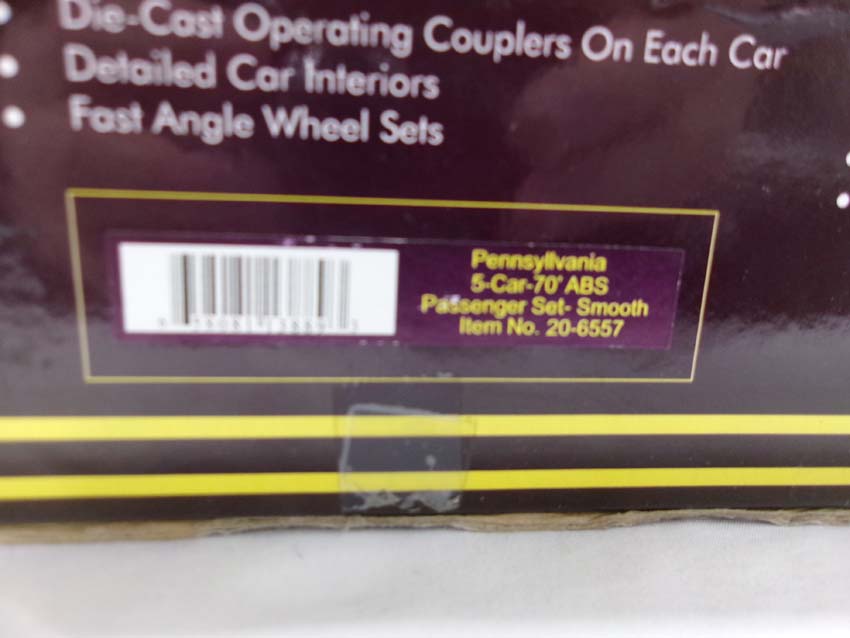 Die-Cast Operating Couplers On Each Car
Detailed Car Interiors
Fast Angle Wheel Sets
Pennsylvania
5-Car-70' ABS
Passenger Set- Smooth
Item No. 20-6557